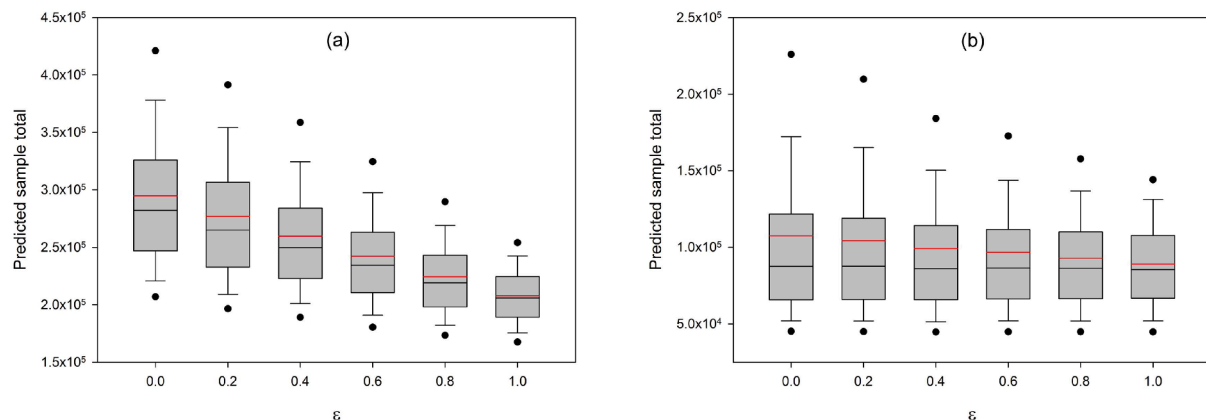 (a)
Predicted sample total
4.5x10⁵
4.0x10⁵
3.5x10⁵
3.0x10⁵
2.5x10⁵
2.0x10⁵
1.5x10⁵
0.0 0.2 0.4 0.6 0.8 1.0
ε
(b)
Predicted sample total
2.5x10⁵
2.0x10⁵
1.5x10⁵
1.0x10⁵
5.0x10⁴
0.0 0.2 0.4 0.6 0.8 1.0
ε